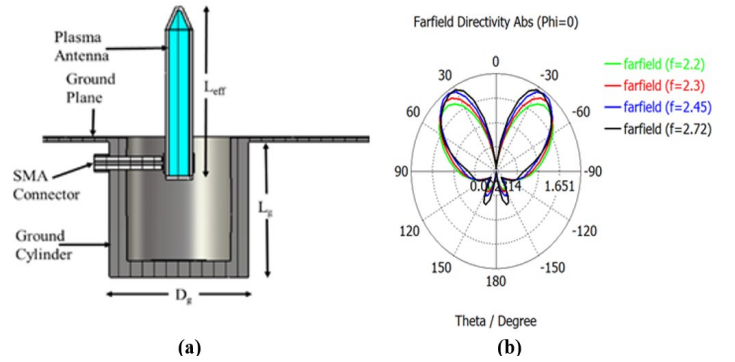 Plasma
Antenna
Ground
Plane
SMA
Connector
Ground
Cylinder
Leff
Lg
Dg
(a)
Farfield Directivity Abs (Phi=0)
0
30
-30
60
-60
90
-90
1.651
120
-120
150
-150
180
farfield (f=2.2)
farfield (f=2.3)
farfield (f=2.45)
farfield (f=2.72)
Theta / Degree
(b)